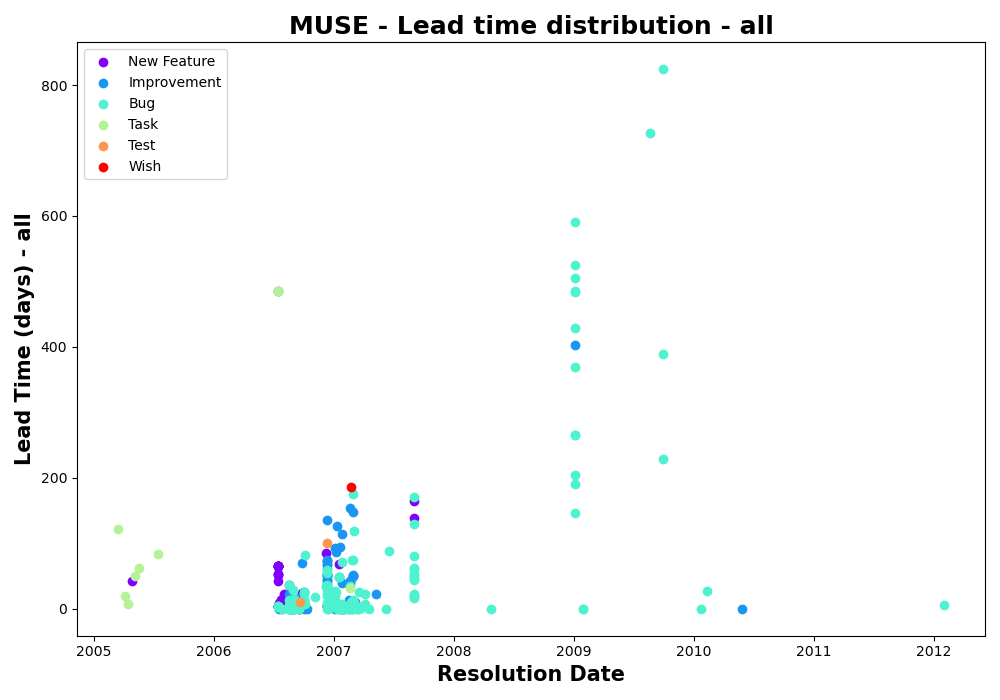 MUSE - Lead time distribution - all
New Feature
Improvement
Bug
Task
Test
Wish
Lead Time (days) - all
800
600
400
200
0
2005 2006 2007 2008 2009 2010 2011 2012
Resolution Date